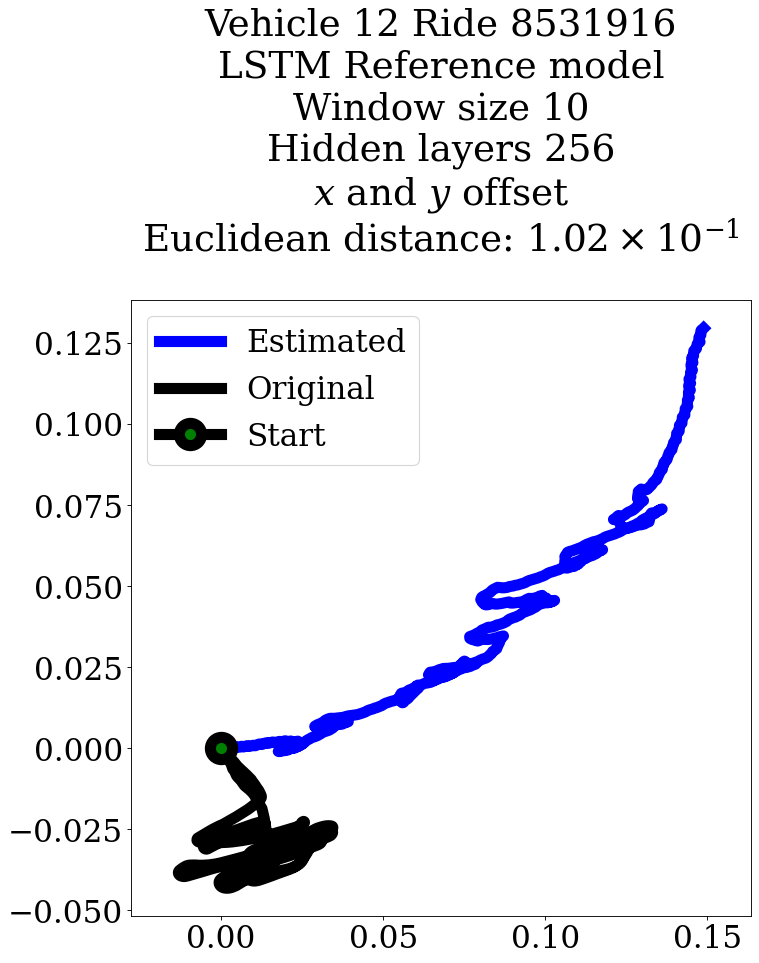 Vehicle 12 Ride 8531916
LSTM Reference model
Window size 10
Hidden layers 256
x and y offset
Euclidean distance: 1.02 × 10⁻¹
Estimated
Original
Start
0.125
0.100
0.075
0.050
0.025
0.000
−0.025
−0.050
0.00 0.05 0.10 0.15